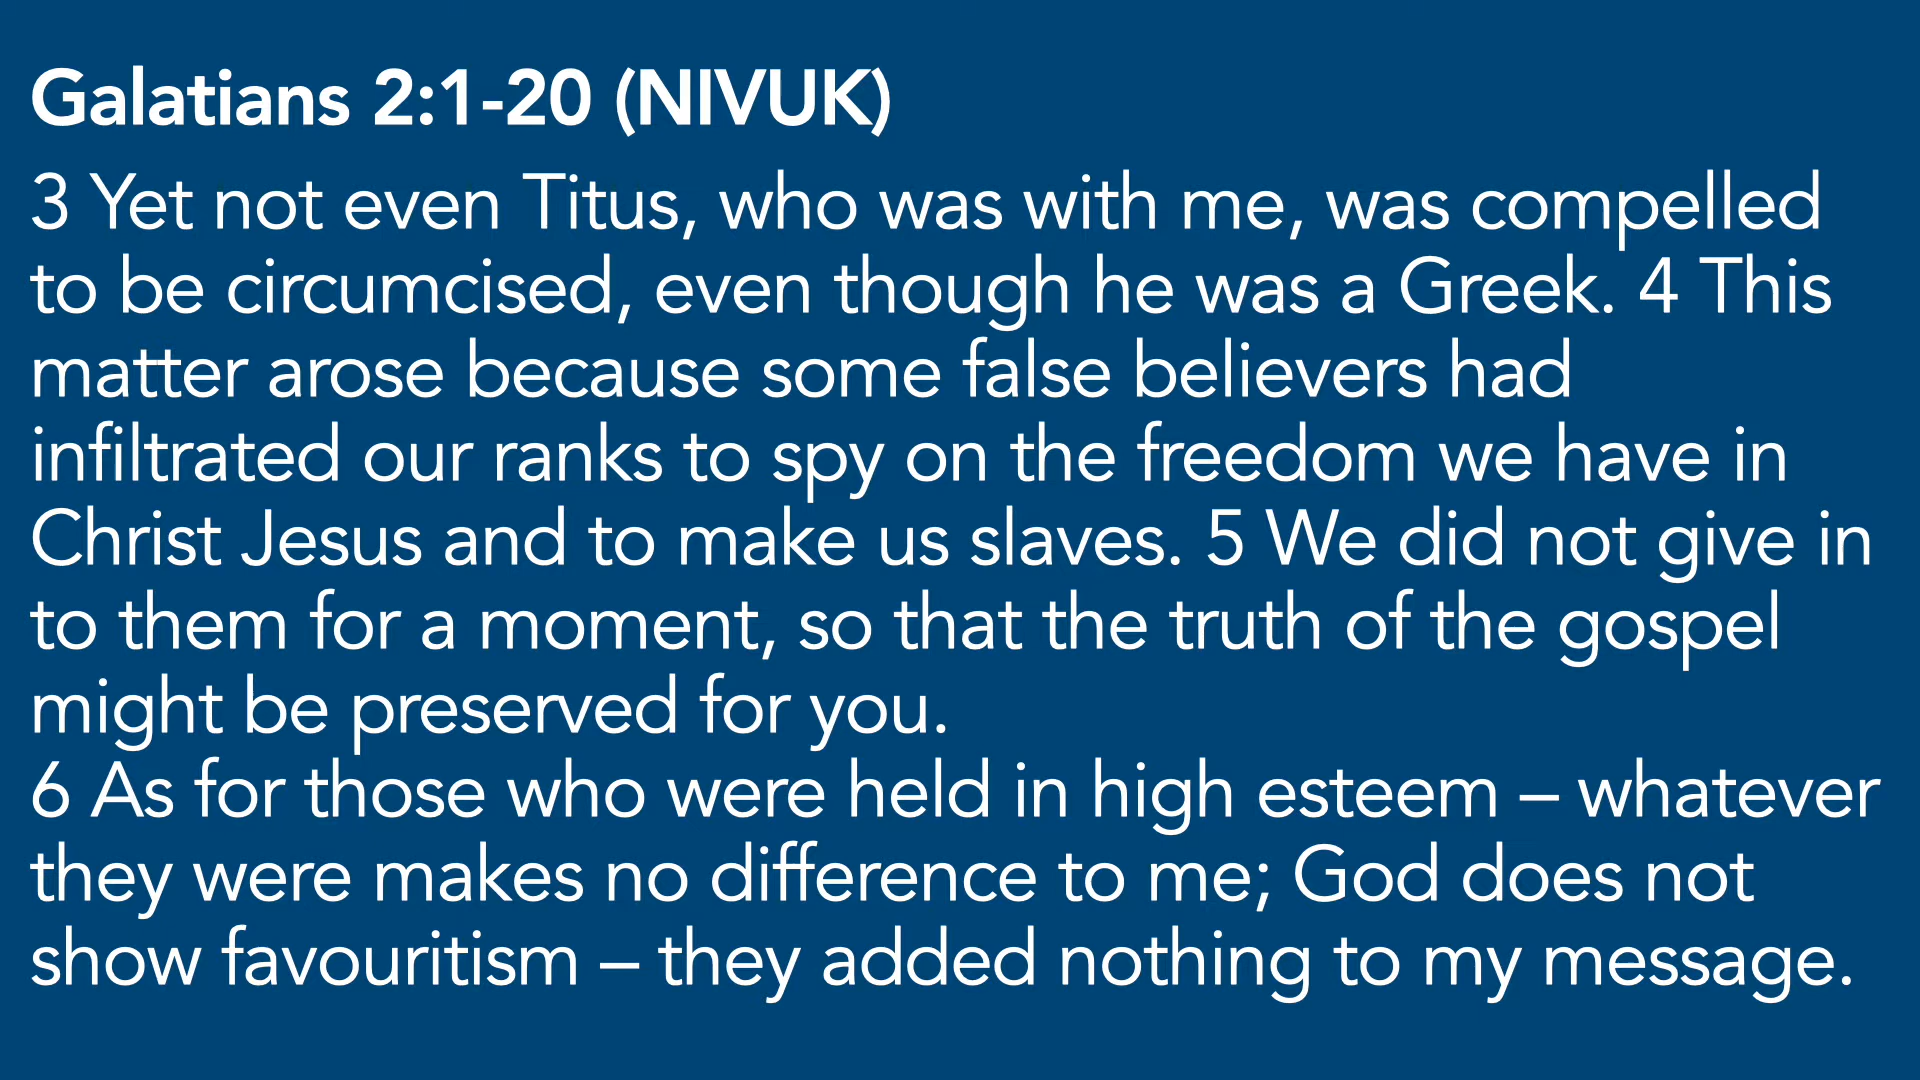 Galatians 2:1-20 (NIVUK)
3 Yet not even Titus, who was with me, was compelled
to be circumcised, even though he was a Greek. 4 This
matter arose because some false believers had
infiltrated our ranks to spy on the freedom we have in
Christ Jesus and to make us slaves. 5 We did not give in
to them for a moment, so that the truth of the gospel
might be preserved for you.
6 As for those who were held in high esteem – whatever
they were makes no difference to me; God does not
show favouritism – they added nothing to my message.